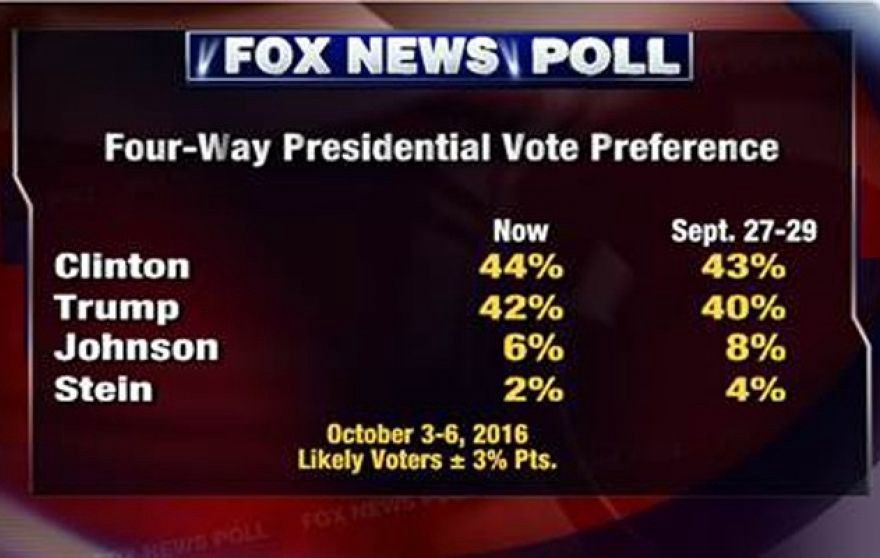 FOX NEWS POLL
Four-Way Presidential Vote Preference
Now Sept. 27-29
Clinton 44% 43%
Trump 42% 40%
Johnson 6% 8%
Stein 2% 4%
October 3-6, 2016
Likely Voters ± 3% Pts.
NEWS POLL FOX NEWS